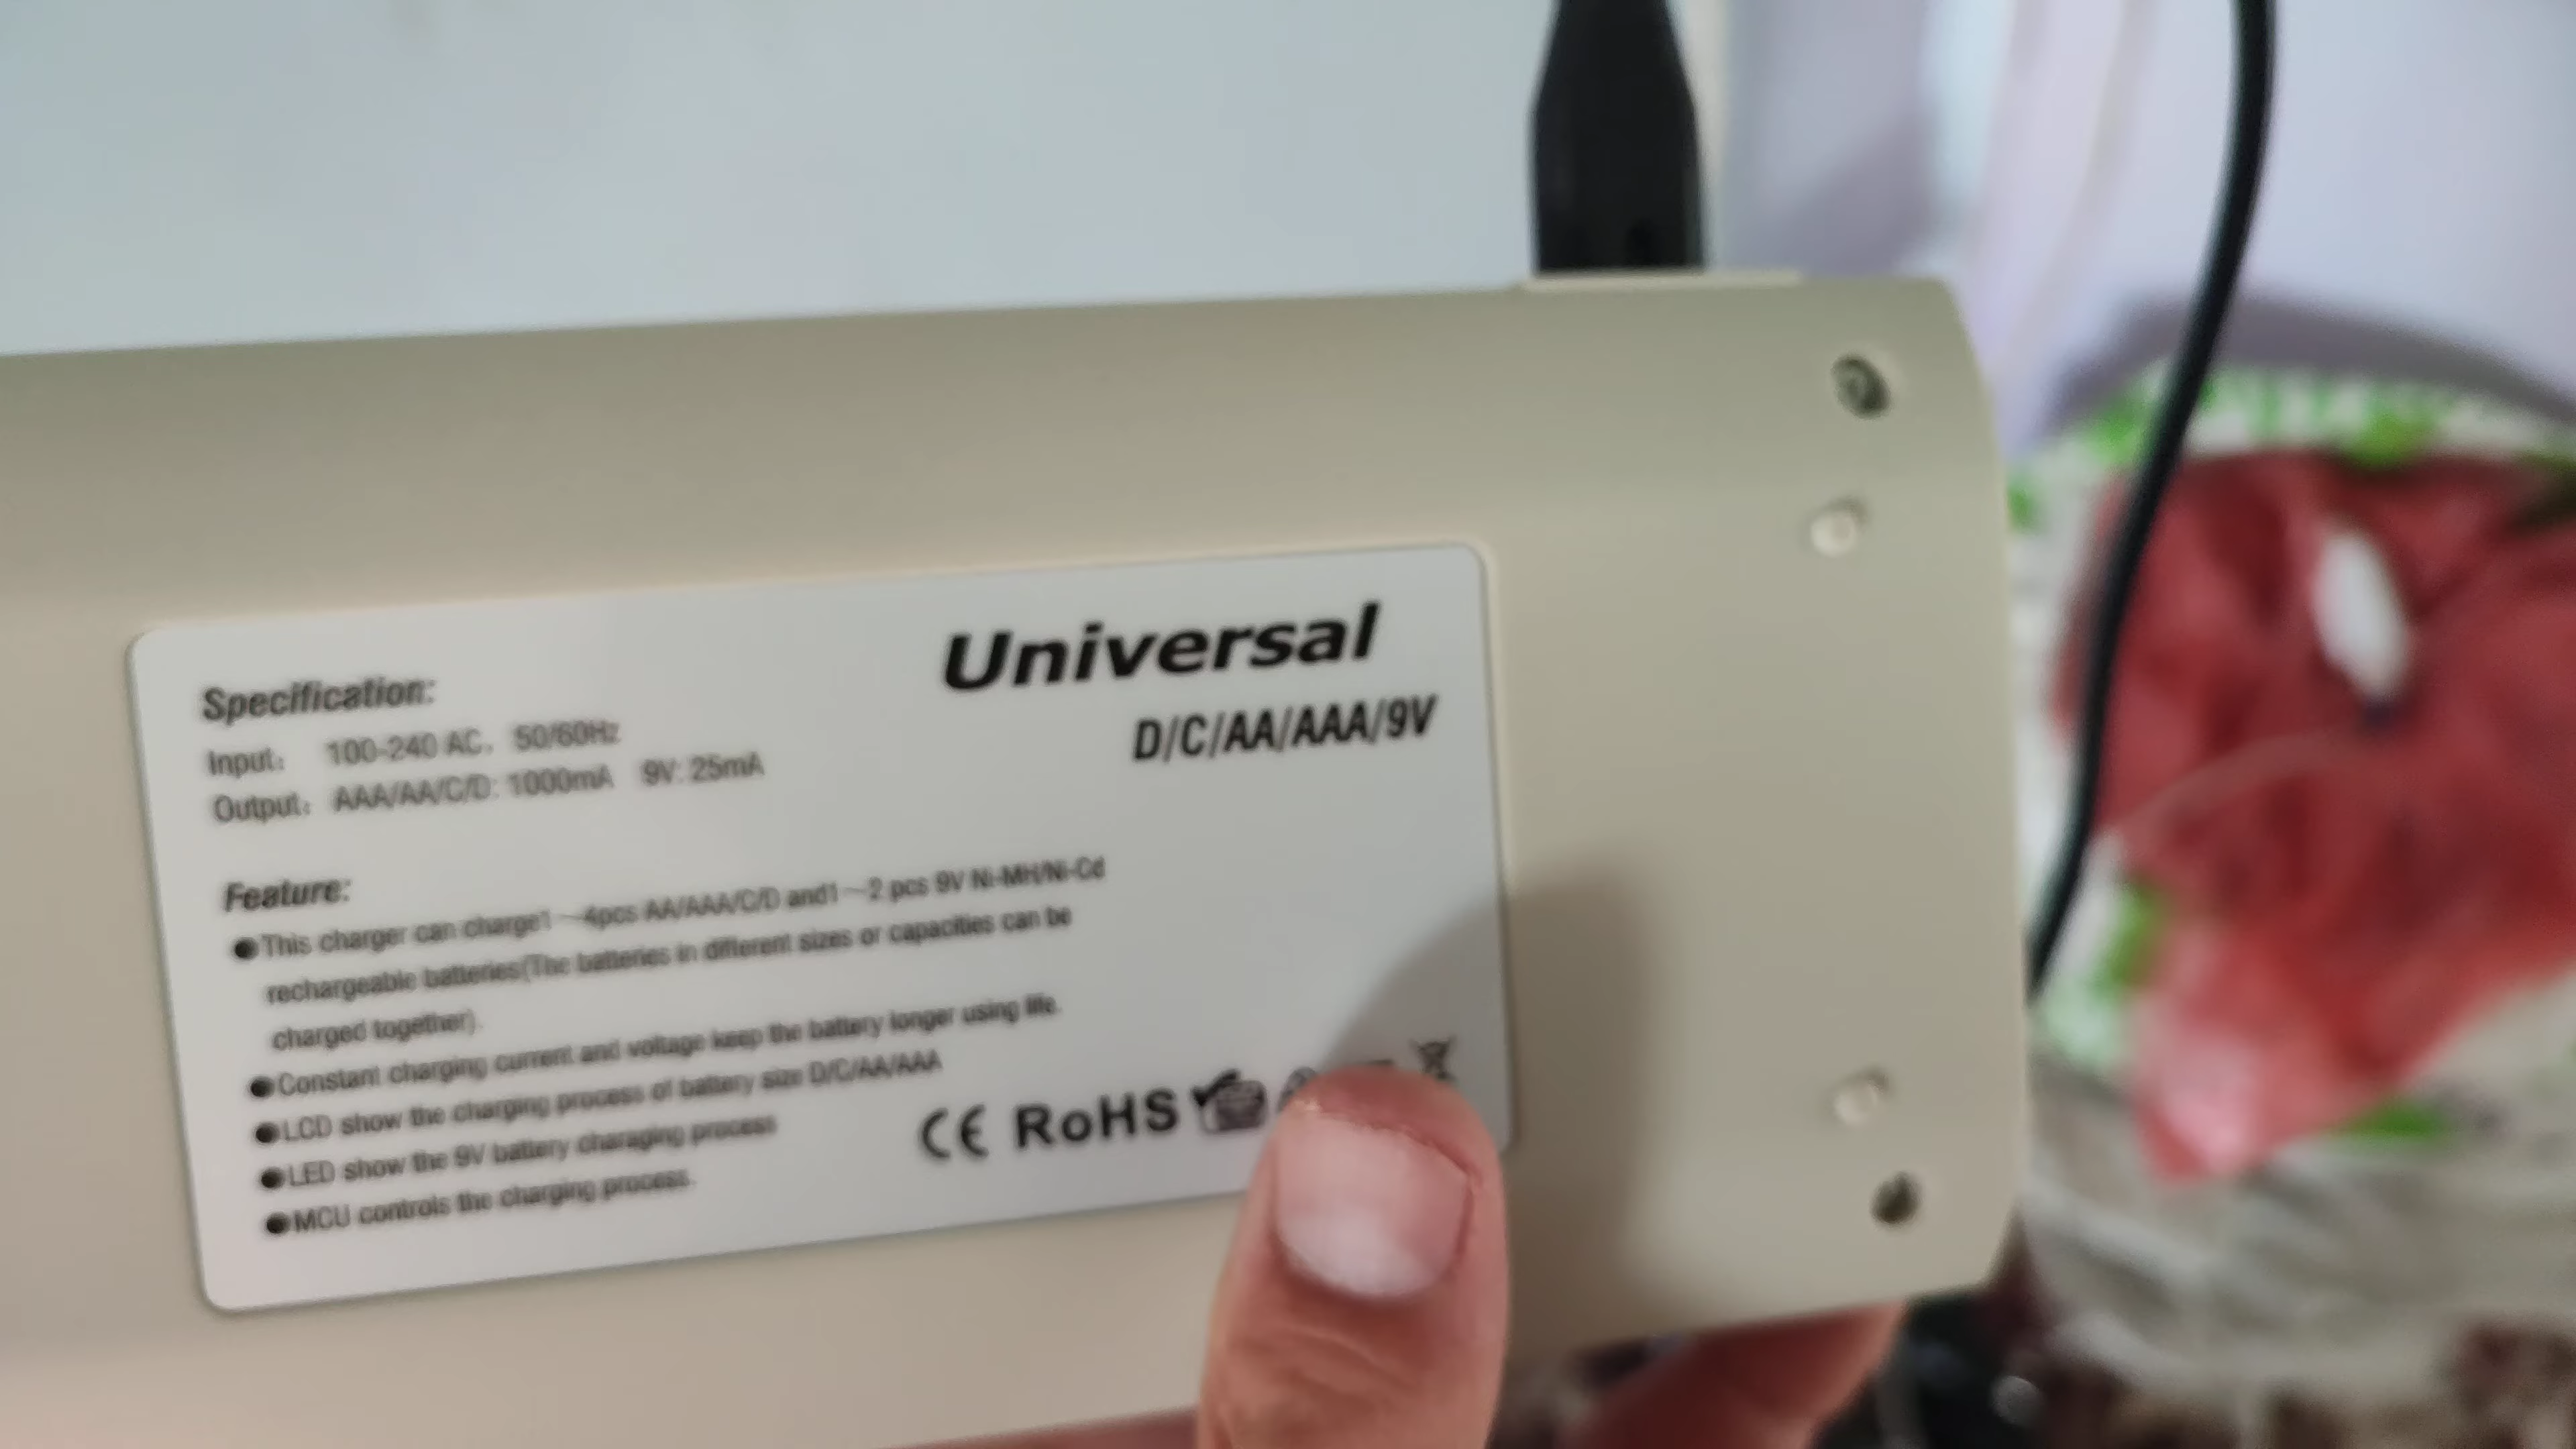 Universal
D/C/AA/AAA/9V
Specification:
Input: 100-240 AC, 50/60Hz
Output: AAA/AA/C/D: 1000mA 9V: 25mA
Feature:
●This charger can charge1—4pcs AA/AAA/C/D and1—2 pcs 9V Ni-MH/Ni-Cd
rechargeable batteries(The batteries in different sizes or capacities can be
charged together).
●Constant charging current and voltage keep the battery longer using life.
●LCD show the charging process of battery size D/C/AA/AAA
●LED show the 9V battery charaging process
●MCU controls the charging process.
CE RoHS